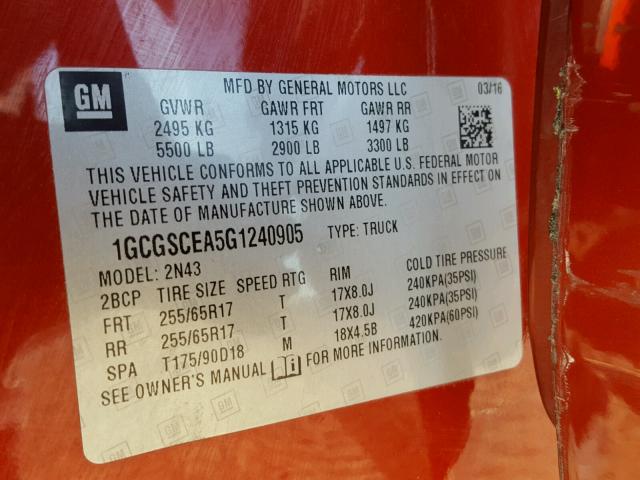 GM
MFD BY GENERAL MOTORS LLC 03/16
GVWR GAWR FRT GAWR RR
2495 KG 1315 KG 1497 KG
5500 LB 2900 LB 3300 LB
THIS VEHICLE CONFORMS TO ALL APPLICABLE U.S. FEDERAL MOTOR
VEHICLE SAFETY AND THEFT PREVENTION STANDARDS IN EFFECT ON
THE DATE OF MANUFACTURE SHOWN ABOVE.
1GCGSCEA5G1240905 TYPE: TRUCK
MODEL: 2N43
2BCP TIRE SIZE SPEED RTG RIM COLD TIRE PRESSURE
FRT 255/65R17 T 17X8.0J 240KPA(35PSI)
RR 255/65R17 T 17X8.0J 240KPA(35PSI)
SPA T175/90D18 M 18X4.5B 420KPA(60PSI)
SEE OWNER'S MANUAL FOR MORE INFORMATION.